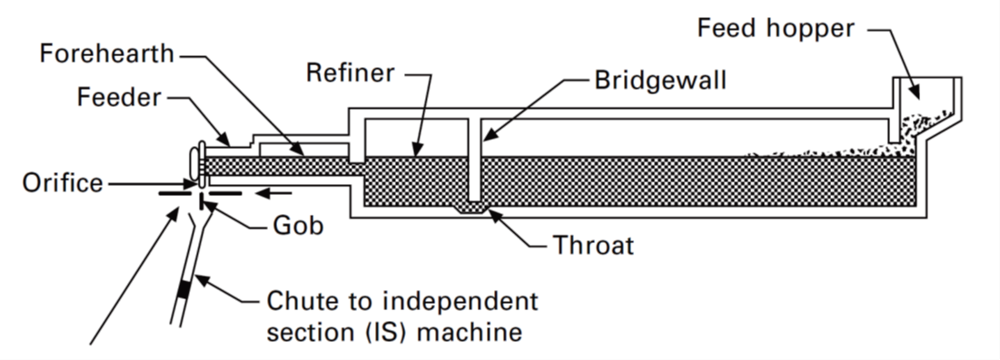 Feed hopper
Forehearth
Refiner
Bridgewall
Feeder
Orifice
Gob
Throat
Chute to independent
section (IS) machine